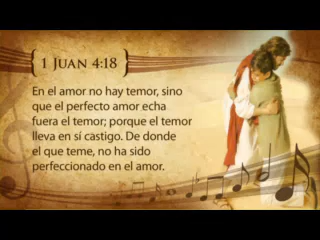 1 Juan 4:18
En el amor no hay temor, sino
que el perfecto amor echa
fuera el temor; porque el temor
lleva en sí castigo. De donde
el que teme, no ha sido
perfeccionado en el amor.